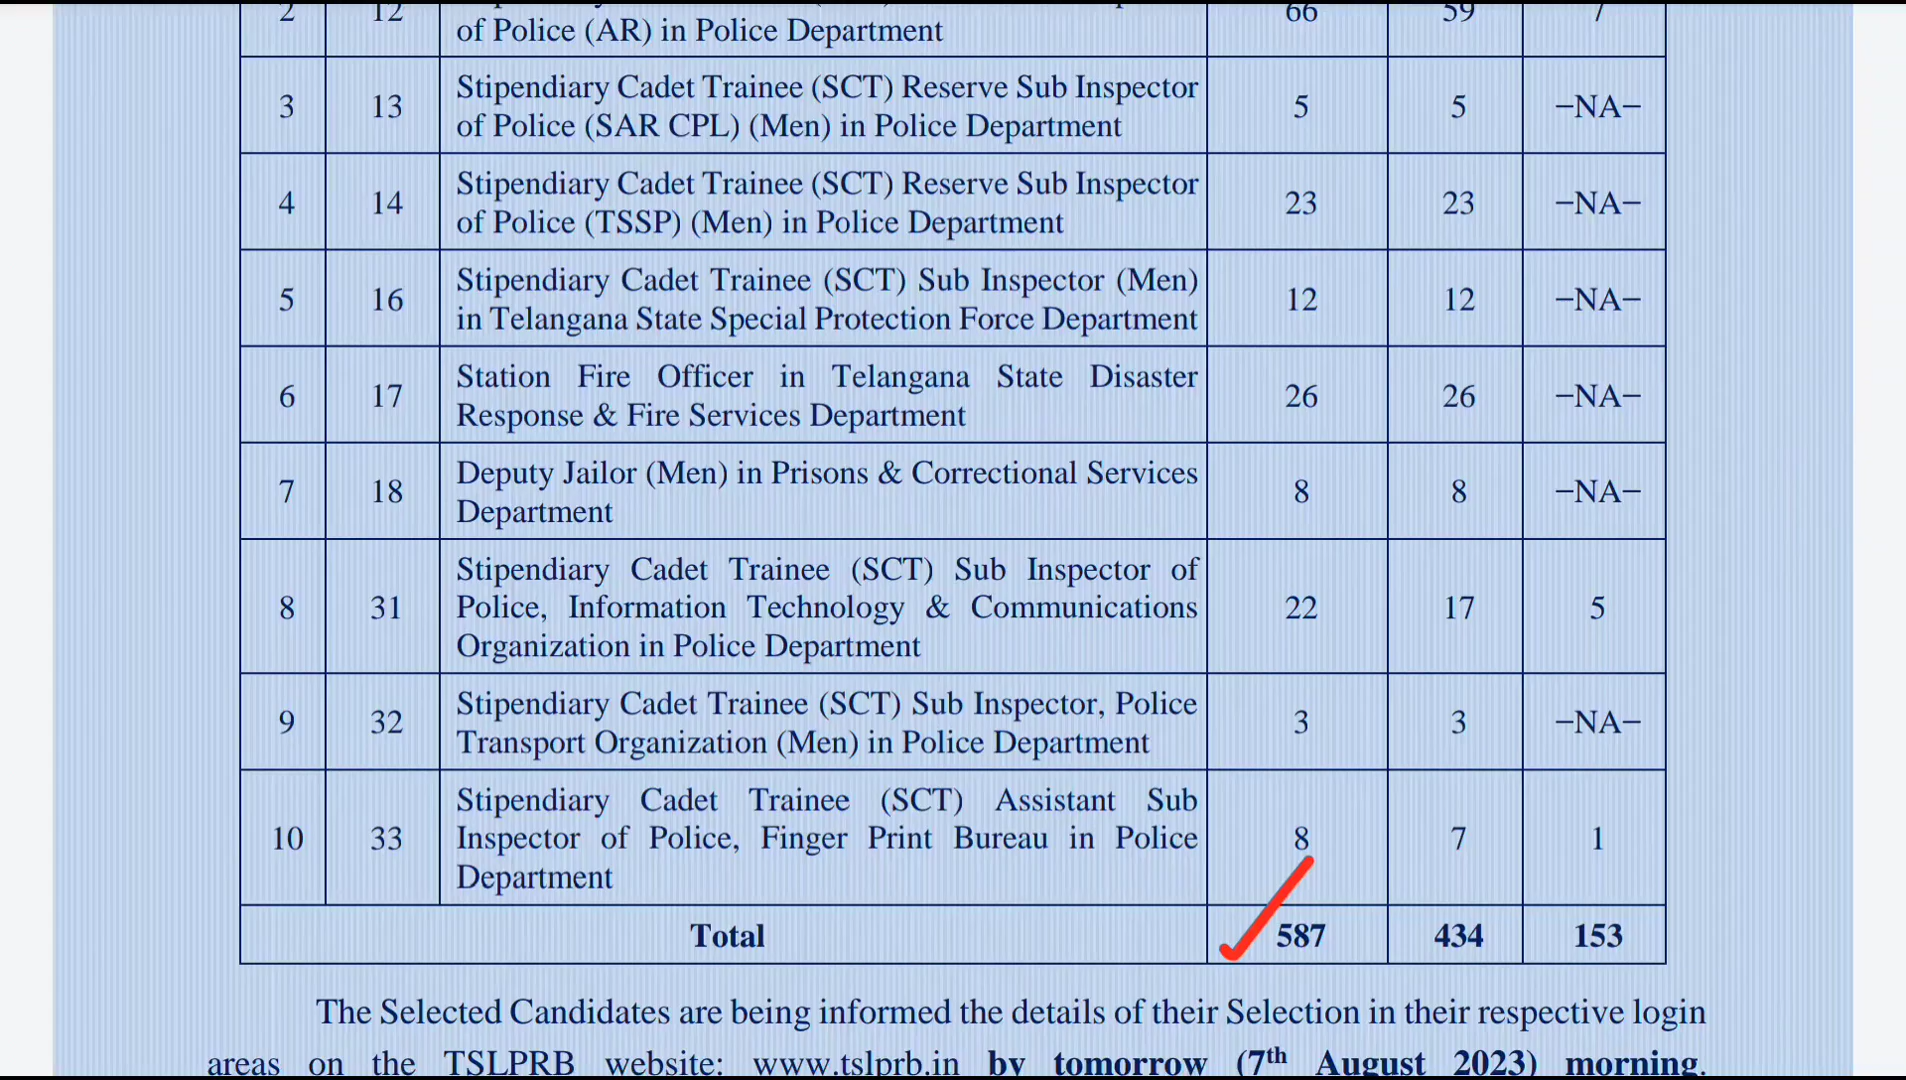 2 12 66 59 7
of Police (AR) in Police Department
3 13 Stipendiary Cadet Trainee (SCT) Reserve Sub Inspector
of Police (SAR CPL) (Men) in Police Department 5 5 –NA–
4 14 Stipendiary Cadet Trainee (SCT) Reserve Sub Inspector
of Police (TSSP) (Men) in Police Department 23 23 –NA–
5 16 Stipendiary Cadet Trainee (SCT) Sub Inspector (Men)
in Telangana State Special Protection Force Department 12 12 –NA–
6 17 Station Fire Officer in Telangana State Disaster
Response & Fire Services Department 26 26 –NA–
7 18 Deputy Jailor (Men) in Prisons & Correctional Services
Department 8 8 –NA–
Stipendiary Cadet Trainee (SCT) Sub Inspector of
8 31 Police, Information Technology & Communications 22 17 5
Organization in Police Department
9 32 Stipendiary Cadet Trainee (SCT) Sub Inspector, Police
Transport Organization (Men) in Police Department 3 3 –NA–
Stipendiary Cadet Trainee (SCT) Assistant Sub
10 33 Inspector of Police, Finger Print Bureau in Police 8 7 1
Department
Total 587 434 153
The Selected Candidates are being informed the details of their Selection in their respective login
areas on the TSLPRB website: www.tslprb.in by tomorrow (7th August 2023) morning.